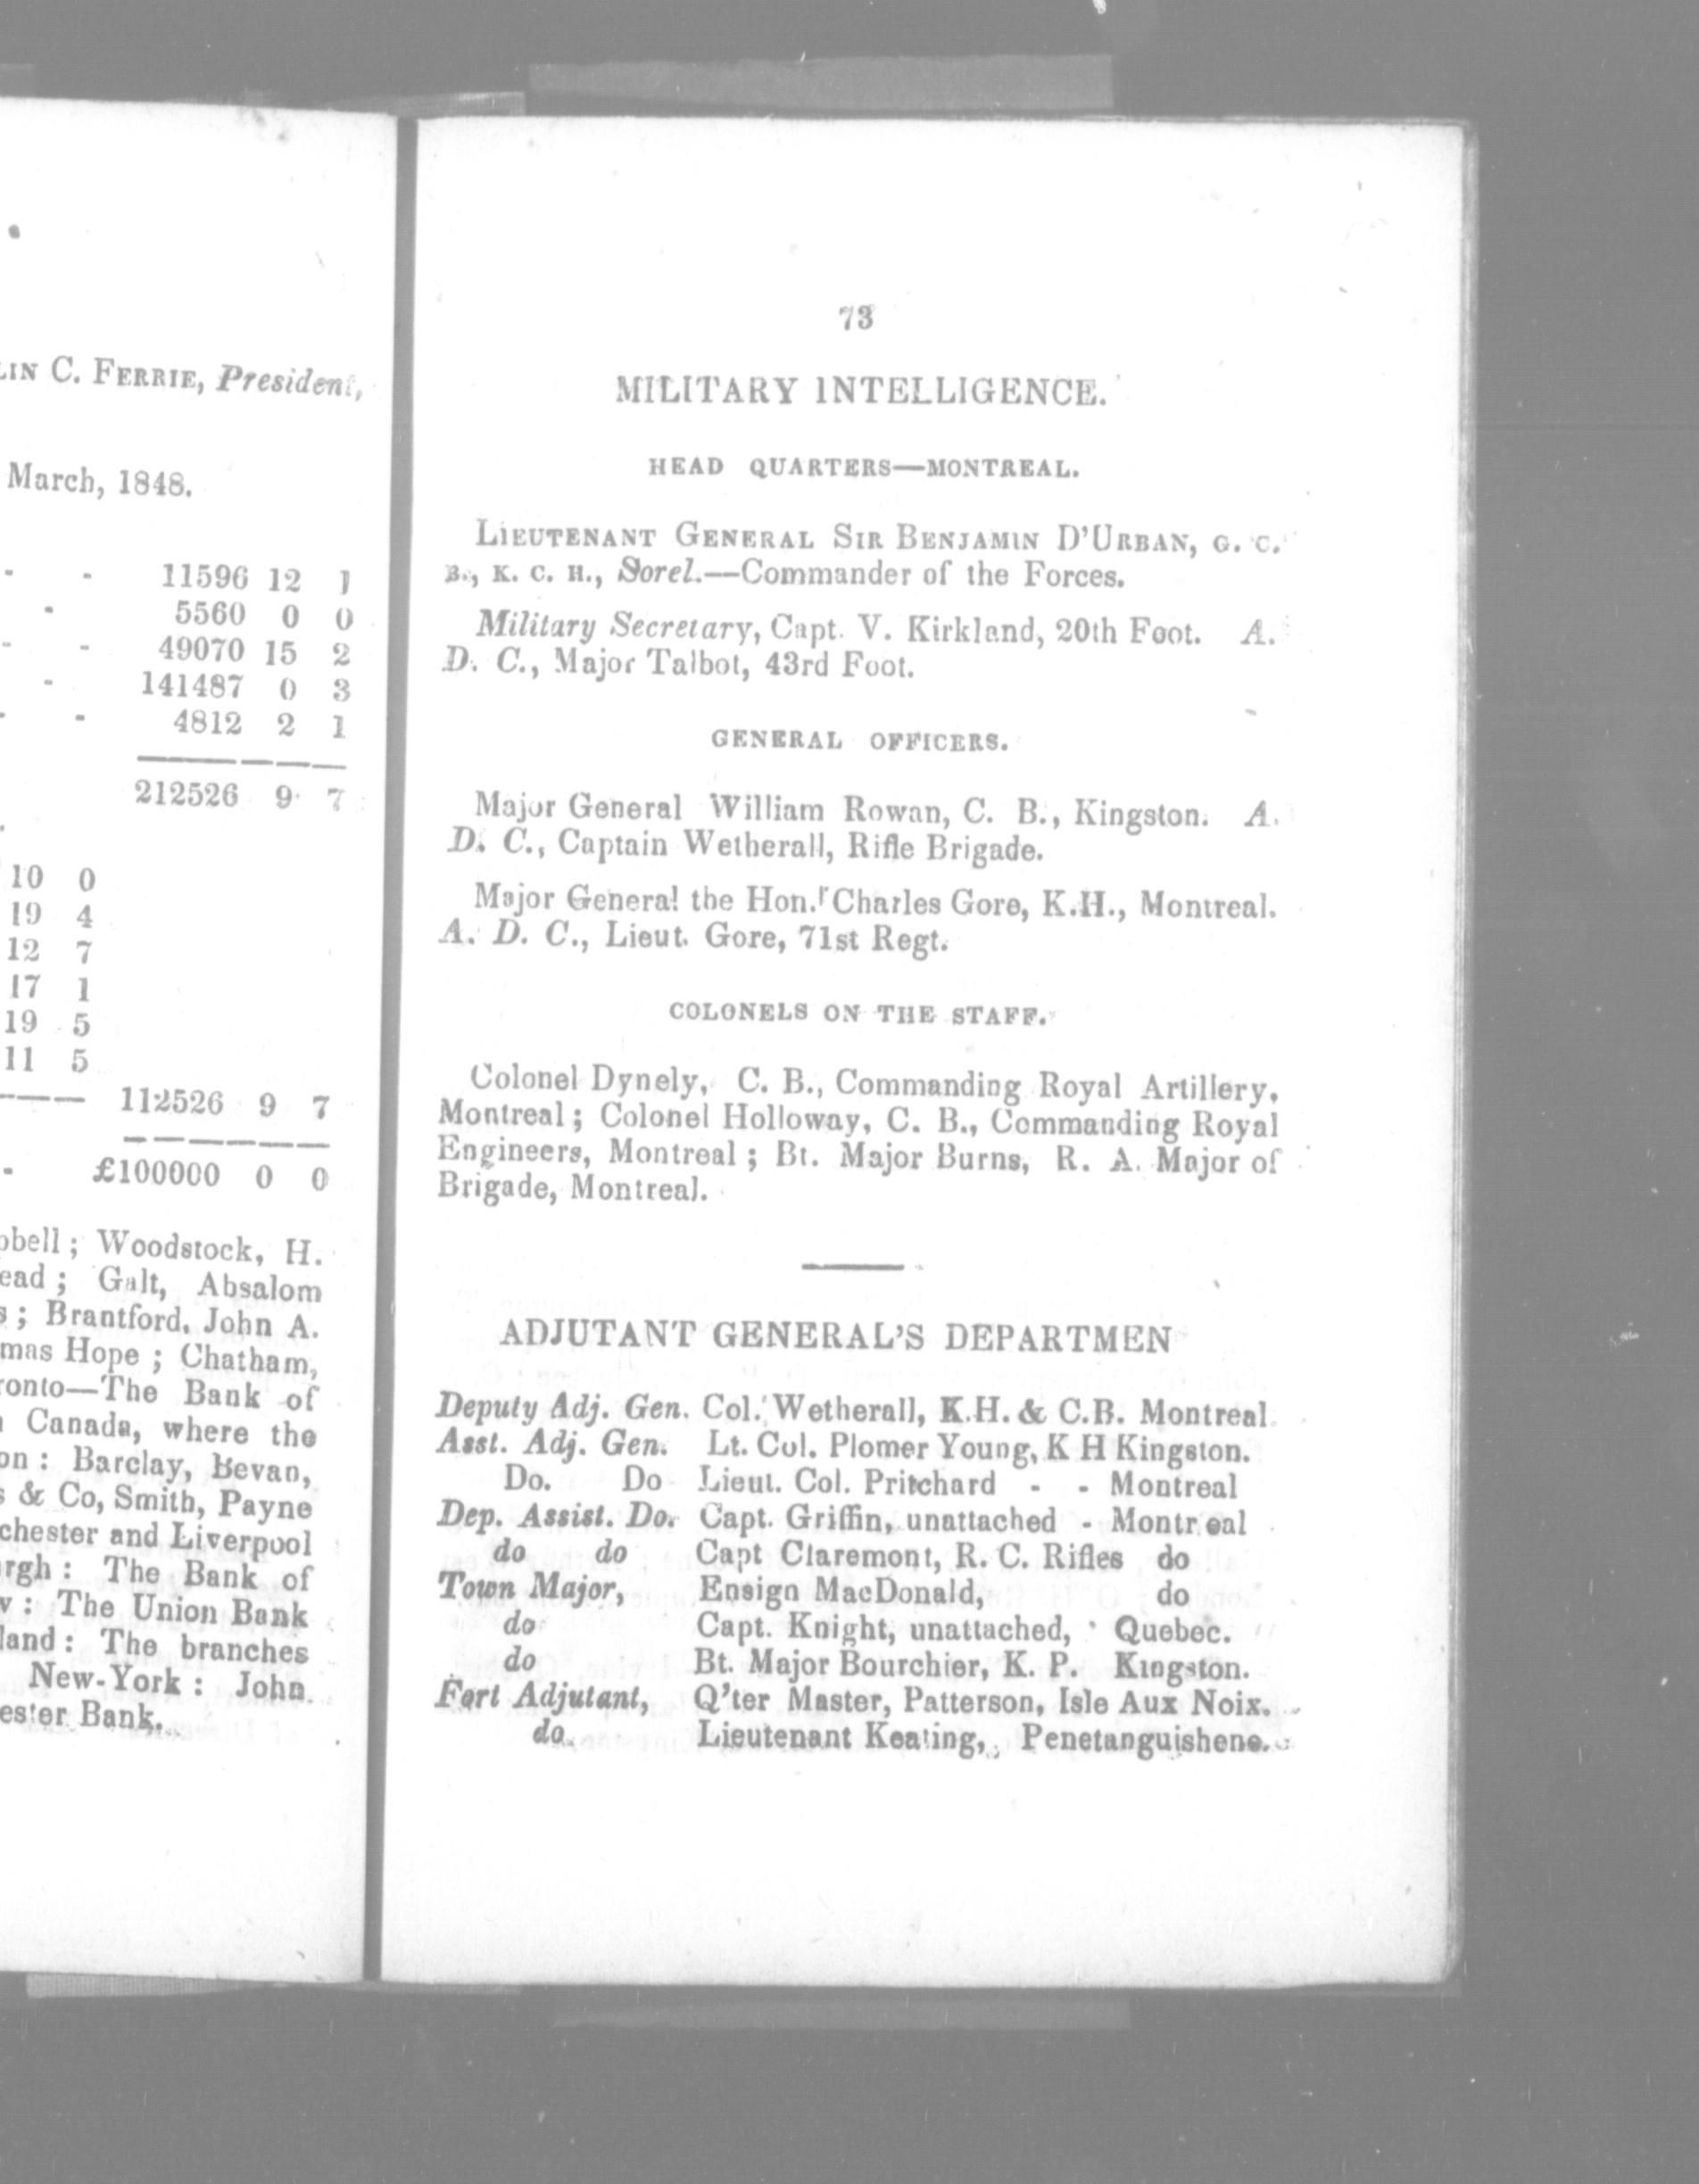 LIN C. FERRIE, President,
March, 1848.
- - 11596 12 1
- 5560 0 0
- - 49070 15 2
- 141487 0 3
- - 4812 2 1
212526 9 7
10 0
19 4
12 7
17 1
19 5
11 5
112526 9 7
- £100000 0 0
bell; Woodstock, H.
ead; Galt, Absalom
s; Brantford, John A.
mas Hope; Chatham,
ronto—The Bank of
Canada, where the
on: Barclay, Bevan,
s & Co, Smith, Payne
chester and Liverpool
urgh: The Bank of
w: The Union Bank
land: The branches
New-York: John
ester Bank.
73
MILITARY INTELLIGENCE.
HEAD QUARTERS—MONTREAL.
LIEUTENANT GENERAL SIR BENJAMIN D'URBAN, G. C.
B., K. C. H., Sorel.—Commander of the Forces.
Military Secretary, Capt. V. Kirkland, 20th Foot. A.
D. C., Major Talbot, 43rd Foot.
GENERAL OFFICERS.
Major General William Rowan, C. B., Kingston. A.
D. C., Captain Wetherall, Rifle Brigade.
Major General the Hon. Charles Gore, K.H., Montreal.
A. D. C., Lieut. Gore, 71st Regt.
COLONELS ON THE STAFF.
Colonel Dynely, C. B., Commanding Royal Artillery,
Montreal; Colonel Holloway, C. B., Commanding Royal
Engineers, Montreal; Bt. Major Burns, R. A. Major of
Brigade, Montreal.
ADJUTANT GENERAL'S DEPARTMEN
Deputy Adj. Gen. Col. Wetherall, K.H. & C.B. Montreal
Asst. Adj. Gen. Lt. Col. Plomer Young, K H Kingston.
Do. Do Lieut. Col. Pritchard - - Montreal
Dep. Assist. Do. Capt. Griffin, unattached - Montreal
do do Capt Claremont, R. C. Rifles do
Town Major, Ensign MacDonald, do
do Capt. Knight, unattached, Quebec.
do Bt. Major Bourchier, K. P. Kingston.
Fort Adjutant, Q'ter Master, Patterson, Isle Aux Noix.
do. Lieutenant Keating, Penetanguishene.